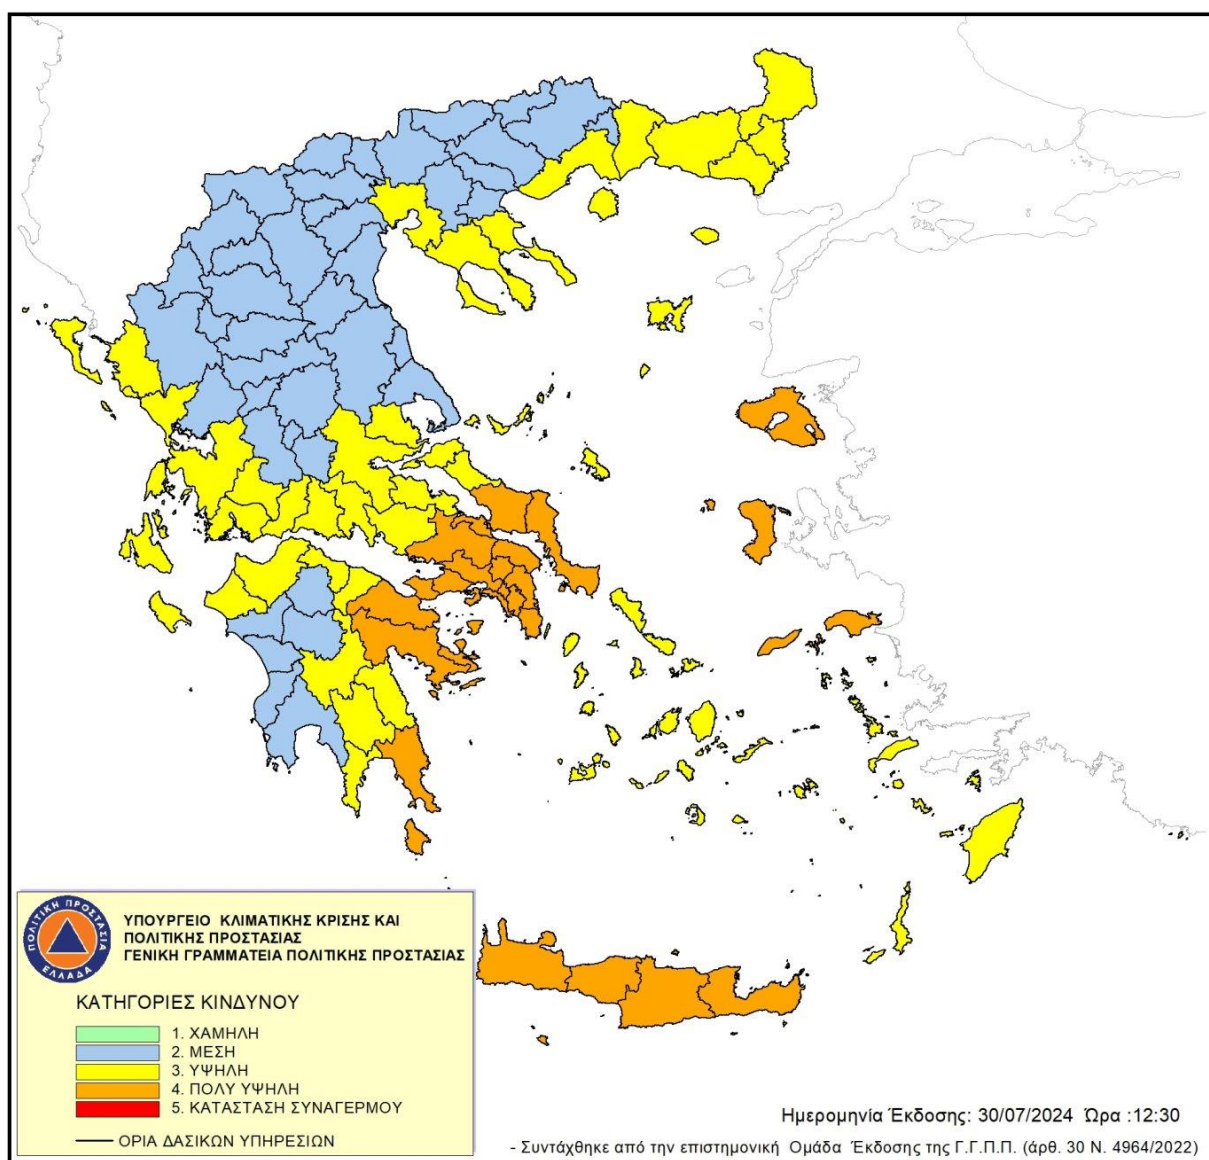 ΠΟΛΙΤΙΚΗ ΠΡΟΣΤΑΣΙΑ
ΕΛΛΑΔΑ
ΥΠΟΥΡΓΕΙΟ ΚΛΙΜΑΤΙΚΗΣ ΚΡΙΣΗΣ ΚΑΙ
ΠΟΛΙΤΙΚΗΣ ΠΡΟΣΤΑΣΙΑΣ
ΓΕΝΙΚΗ ΓΡΑΜΜΑΤΕΙΑ ΠΟΛΙΤΙΚΗΣ ΠΡΟΣΤΑΣΙΑΣ
ΚΑΤΗΓΟΡΙΕΣ ΚΙΝΔΥΝΟΥ
1. ΧΑΜΗΛΗ
2. ΜΕΣΗ
3. ΥΨΗΛΗ
4. ΠΟΛΥ ΥΨΗΛΗ
5. ΚΑΤΑΣΤΑΣΗ ΣΥΝΑΓΕΡΜΟΥ
ΟΡΙΑ ΔΑΣΙΚΩΝ ΥΠΗΡΕΣΙΩΝ
Ημερομηνία Έκδοσης: 30/07/2024 Ώρα :12:30
- Συντάχθηκε από την επιστημονική Ομάδα Έκδοσης της Γ.Γ.Π.Π. (άρθ. 30 Ν. 4964/2022)